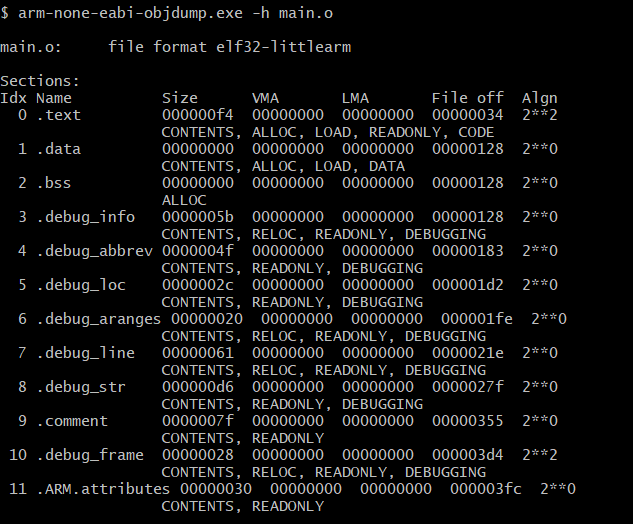 $ arm-none-eabi-objdump.exe -h main.o
main.o:     file format elf32-littlearm
Sections:
Idx Name          Size      VMA       LMA       File off  Algn
  0 .text         000000f4  00000000  00000000  00000034  2**2
                  CONTENTS, ALLOC, LOAD, READONLY, CODE
  1 .data         00000000  00000000  00000000  00000128  2**0
                  CONTENTS, ALLOC, LOAD, DATA
  2 .bss          00000000  00000000  00000000  00000128  2**0
                  ALLOC
  3 .debug_info   0000005b  00000000  00000000  00000128  2**0
                  CONTENTS, RELOC, READONLY, DEBUGGING
  4 .debug_abbrev 0000004f  00000000  00000000  00000183  2**0
                  CONTENTS, READONLY, DEBUGGING
  5 .debug_loc    0000002c  00000000  00000000  000001d2  2**0
                  CONTENTS, READONLY, DEBUGGING
  6 .debug_aranges 00000020  00000000  00000000  000001fe  2**0
                  CONTENTS, RELOC, READONLY, DEBUGGING
  7 .debug_line   00000061  00000000  00000000  0000021e  2**0
                  CONTENTS, RELOC, READONLY, DEBUGGING
  8 .debug_str    000000d6  00000000  00000000  0000027f  2**0
                  CONTENTS, READONLY, DEBUGGING
  9 .comment      0000007f  00000000  00000000  00000355  2**0
                  CONTENTS, READONLY
 10 .debug_frame  00000028  00000000  00000000  000003d4  2**2
                  CONTENTS, RELOC, READONLY, DEBUGGING
 11 .ARM.attributes 00000030  00000000  00000000  000003fc  2**0
                  CONTENTS, READONLY